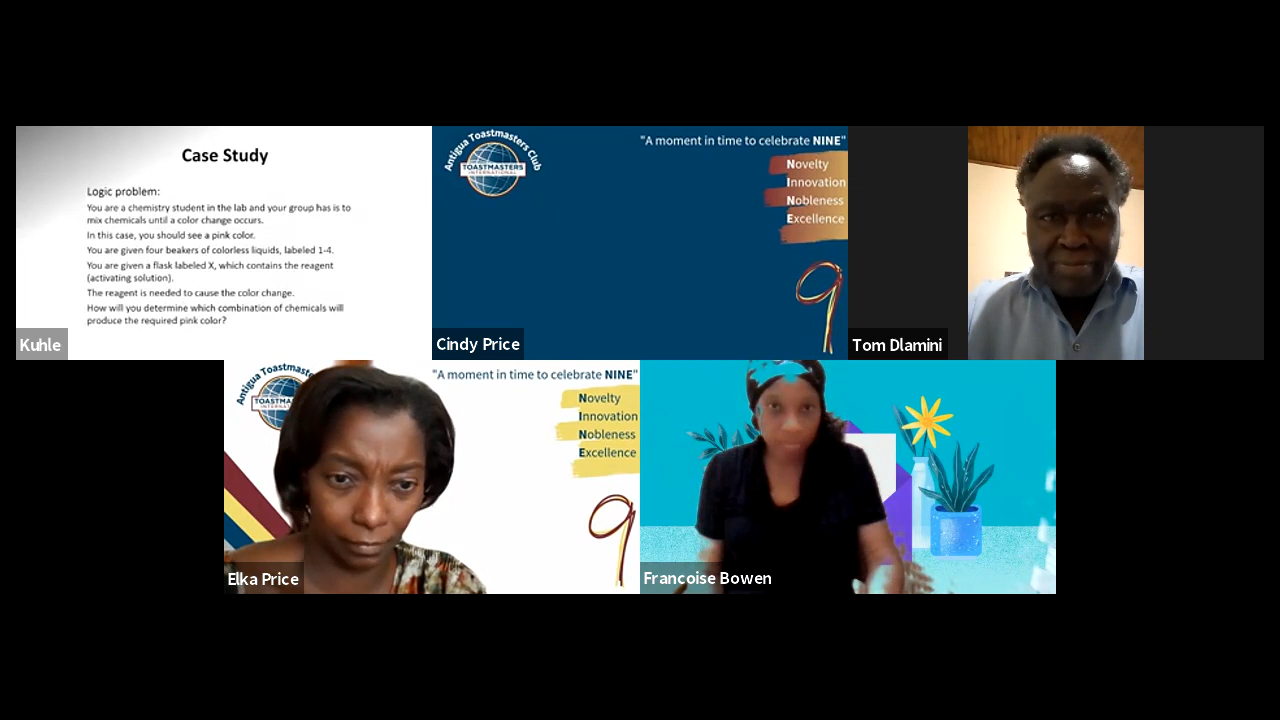 Case Study
Logic problem:
You are a chemistry student in the lab and your group has is to
mix chemicals until a color change occurs.
In this case, you should see a pink color.
You are given four beakers of colorless liquids, labeled 1-4.
You are given a flask labeled X, which contains the reagent
(activating solution).
The reagent is needed to cause the color change.
How will you determine which combination of chemicals will
produce the required pink color?
Kuhle
Antigua Toastmasters Club
TOASTMASTERS
INTERNATIONAL
"A moment in time to celebrate NINE"
Novelty
Innovation
Nobleness
Excellence
9
Cindy Price
Tom Dlamini
Antigua Toastmasters
"A moment in time to celebrate NINE"
Novelty
Innovation
Nobleness
Excellence
9
Elka Price
Francoise Bowen